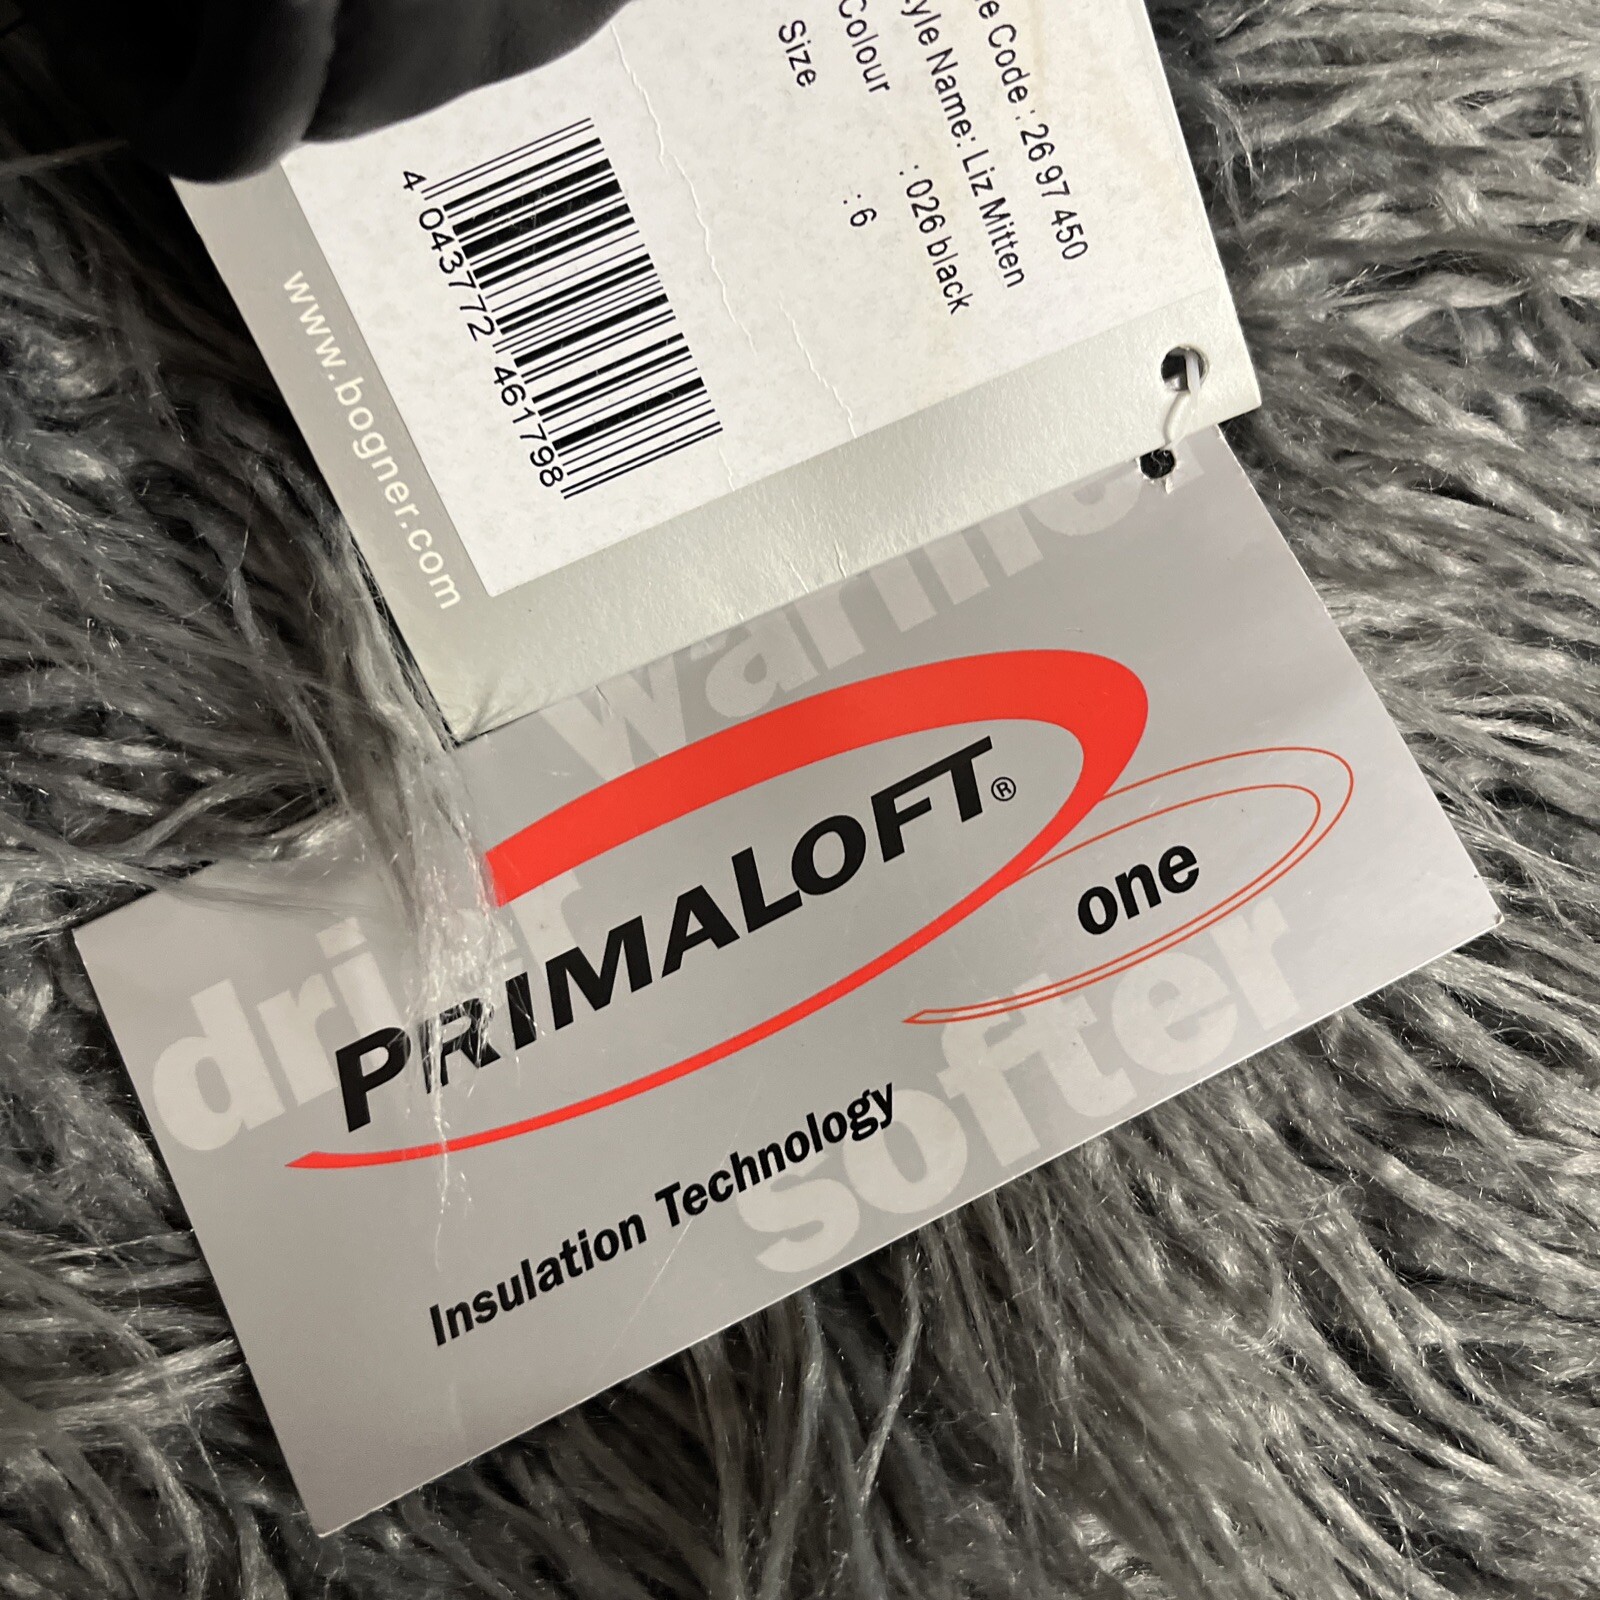 e Code : 26 97 450
yle Name: Liz Mitten
Colour : 026 black
Size : 6
4 043772 461798
www.bogner.com
warmer
drier
PRIMALOFT®
one
softer
Insulation Technology